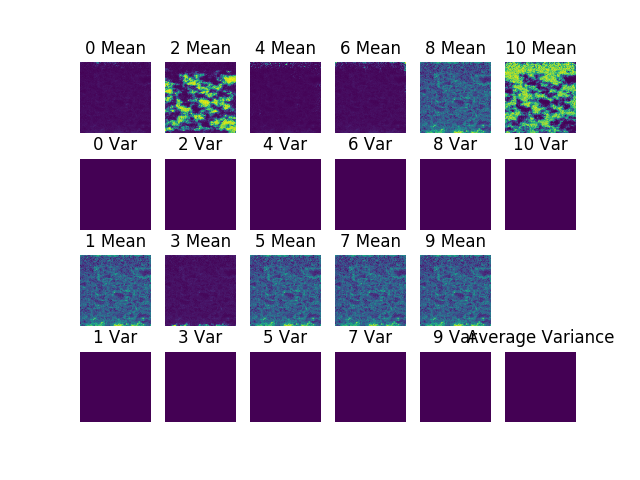 0 Mean 2 Mean 4 Mean 6 Mean 8 Mean 10 Mean
0 Var 2 Var 4 Var 6 Var 8 Var 10 Var
1 Mean 3 Mean 5 Mean 7 Mean 9 Mean
1 Var 3 Var 5 Var 7 Var 9 Var Average Variance